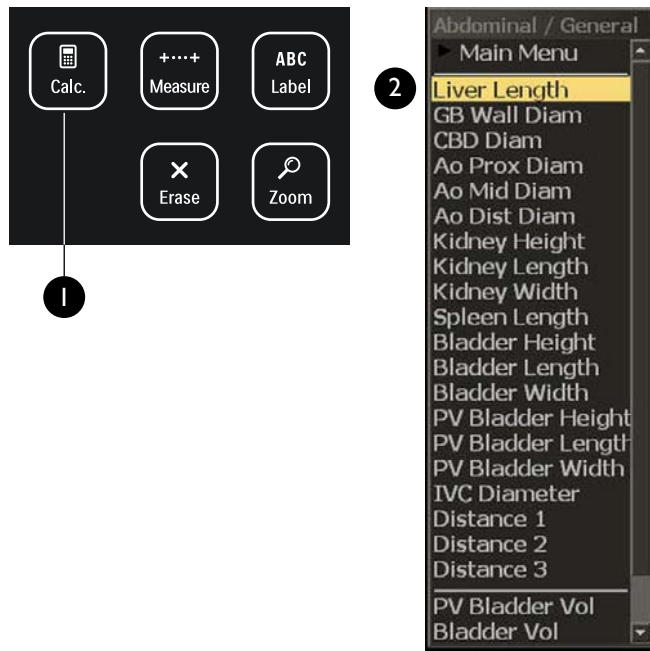 Calc.
+····+
Measure
ABC
Label
×
Erase
Zoom
1
2
Abdominal / General
Main Menu
Liver Length
GB Wall Diam
CBD Diam
Ao Prox Diam
Ao Mid Diam
Ao Dist Diam
Kidney Height
Kidney Length
Kidney Width
Spleen Length
Bladder Height
Bladder Length
Bladder Width
PV Bladder Height
PV Bladder Length
PV Bladder Width
IVC Diameter
Distance 1
Distance 2
Distance 3
PV Bladder Vol
Bladder Vol